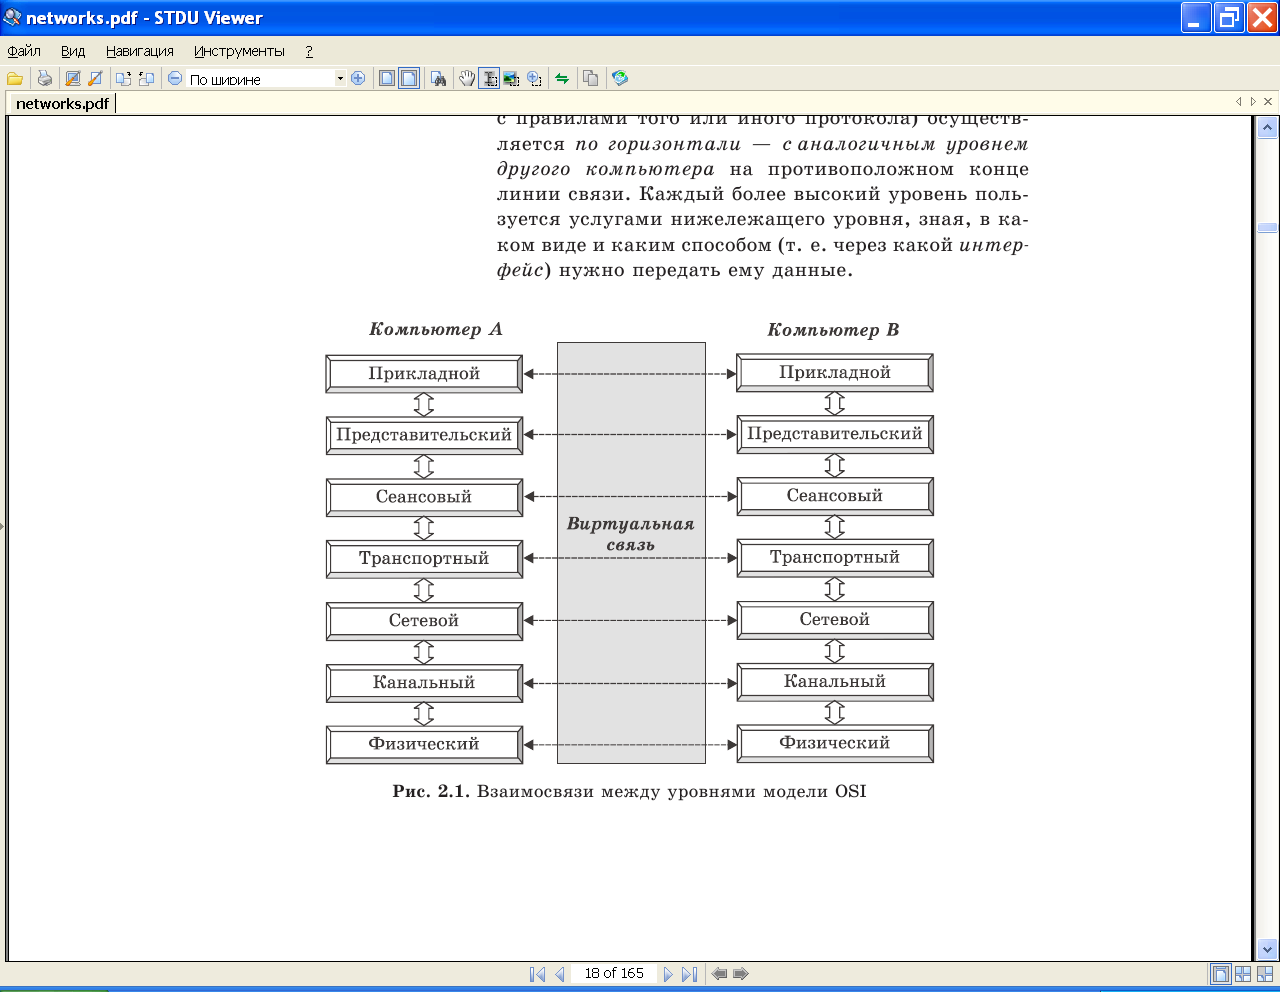 networks.pdf - STDU Viewer
Файл Вид Навигация Инструменты ?
По ширине
networks.pdf
с правилами того или иного протокола) осуществ-
ляется по горизонтали — с аналогичным уровнем
другого компьютера на противоположном конце
линии связи. Каждый более высокий уровень поль-
зуется услугами нижележащего уровня, зная, в ка-
ком виде и каким способом (т. е. через какой интер-
фейс) нужно передать ему данные.
Компьютер А Компьютер В
Прикладной Прикладной
Представительский Представительский
Сеансовый Сеансовый
Виртуальная
связь
Транспортный Транспортный
Сетевой Сетевой
Канальный Канальный
Физический Физический
Рис. 2.1. Взаимосвязи между уровнями модели OSI
18 of 165